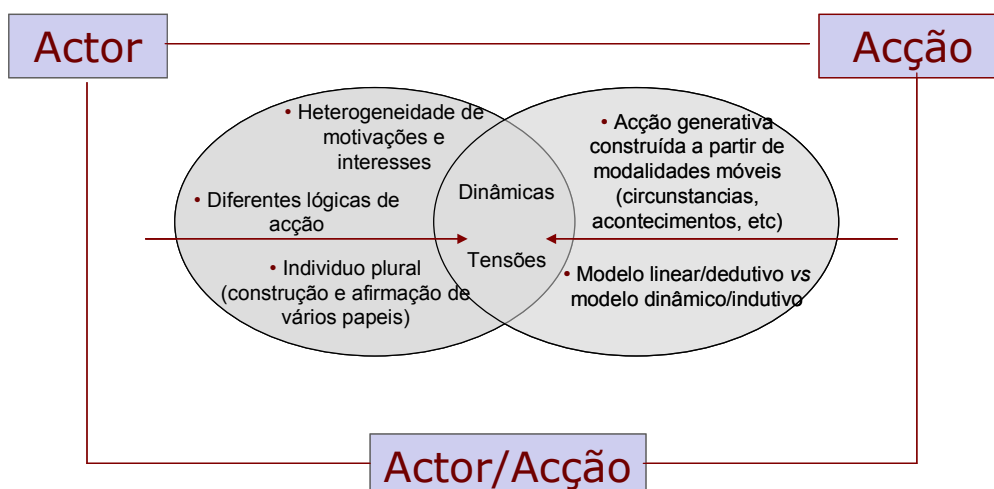 Actor
Acção
• Heterogeneidade de
motivações e
interesses
• Diferentes lógicas de
acção
• Individuo plural
(construção e afirmação de
vários papeis)
Dinâmicas
Tensões
• Acção generativa
construída a partir de
modalidades móveis
(circunstancias,
acontecimentos, etc)
• Modelo linear/dedutivo vs
modelo dinâmico/indutivo
Actor/Acção